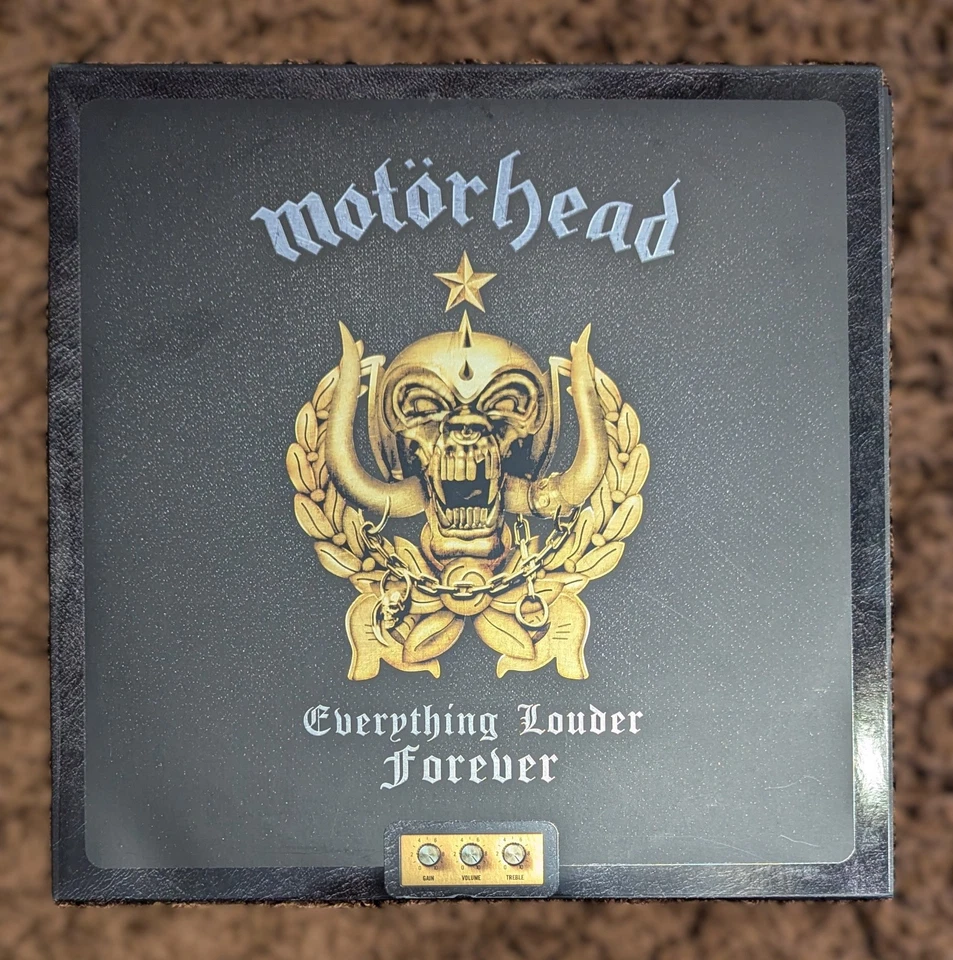 motörhead
Everything Louder
Forever
GAIN VOLUME TREBLE